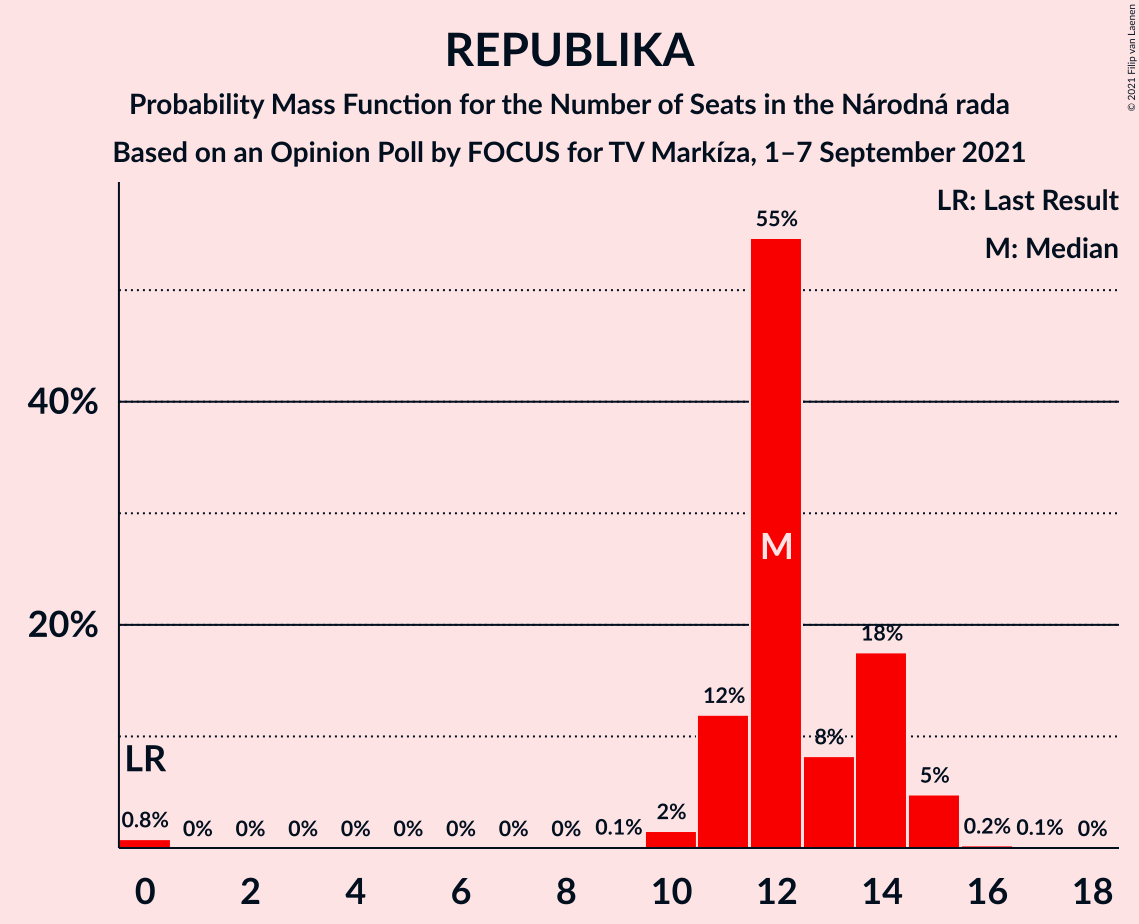 REPUBLIKA
Probability Mass Function for the Number of Seats in the Národná rada
Based on an Opinion Poll by FOCUS for TV Markíza, 1–7 September 2021
© 2021 Filip van Laenen
LR: Last Result
M: Median
55%
40%
M
20%
18%
12%
8%
LR
5%
0.8% 0% 0% 0% 0% 0% 0% 0% 0% 0.1% 2% 0.2% 0.1% 0%
0 2 4 6 8 10 12 14 16 18